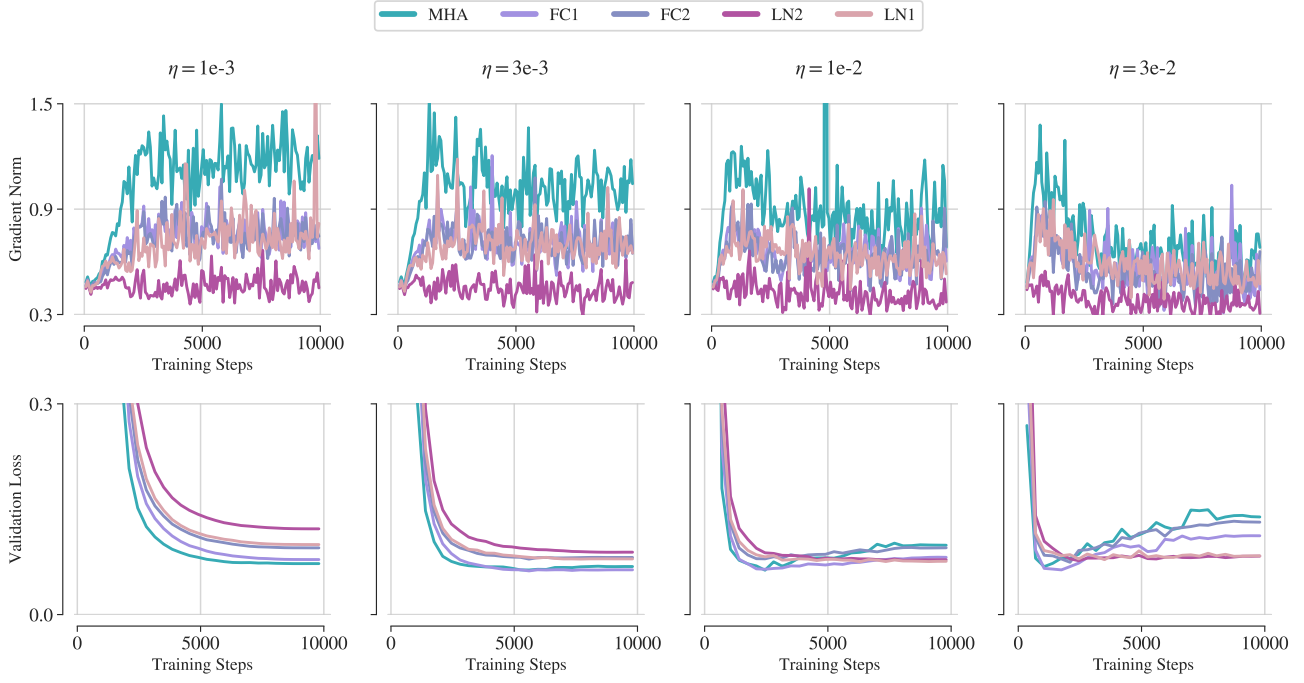 MHA FC1 FC2 LN2 LN1
η = 1e-3 η = 3e-3 η = 1e-2 η = 3e-2
Gradient Norm
1.5
0.9
0.3
0 5000 10000 0 5000 10000 0 5000 10000 0 5000 10000
Training Steps Training Steps Training Steps Training Steps
Validation Loss
0.3
0.0
0 5000 10000 0 5000 10000 0 5000 10000 0 5000 10000
Training Steps Training Steps Training Steps Training Steps